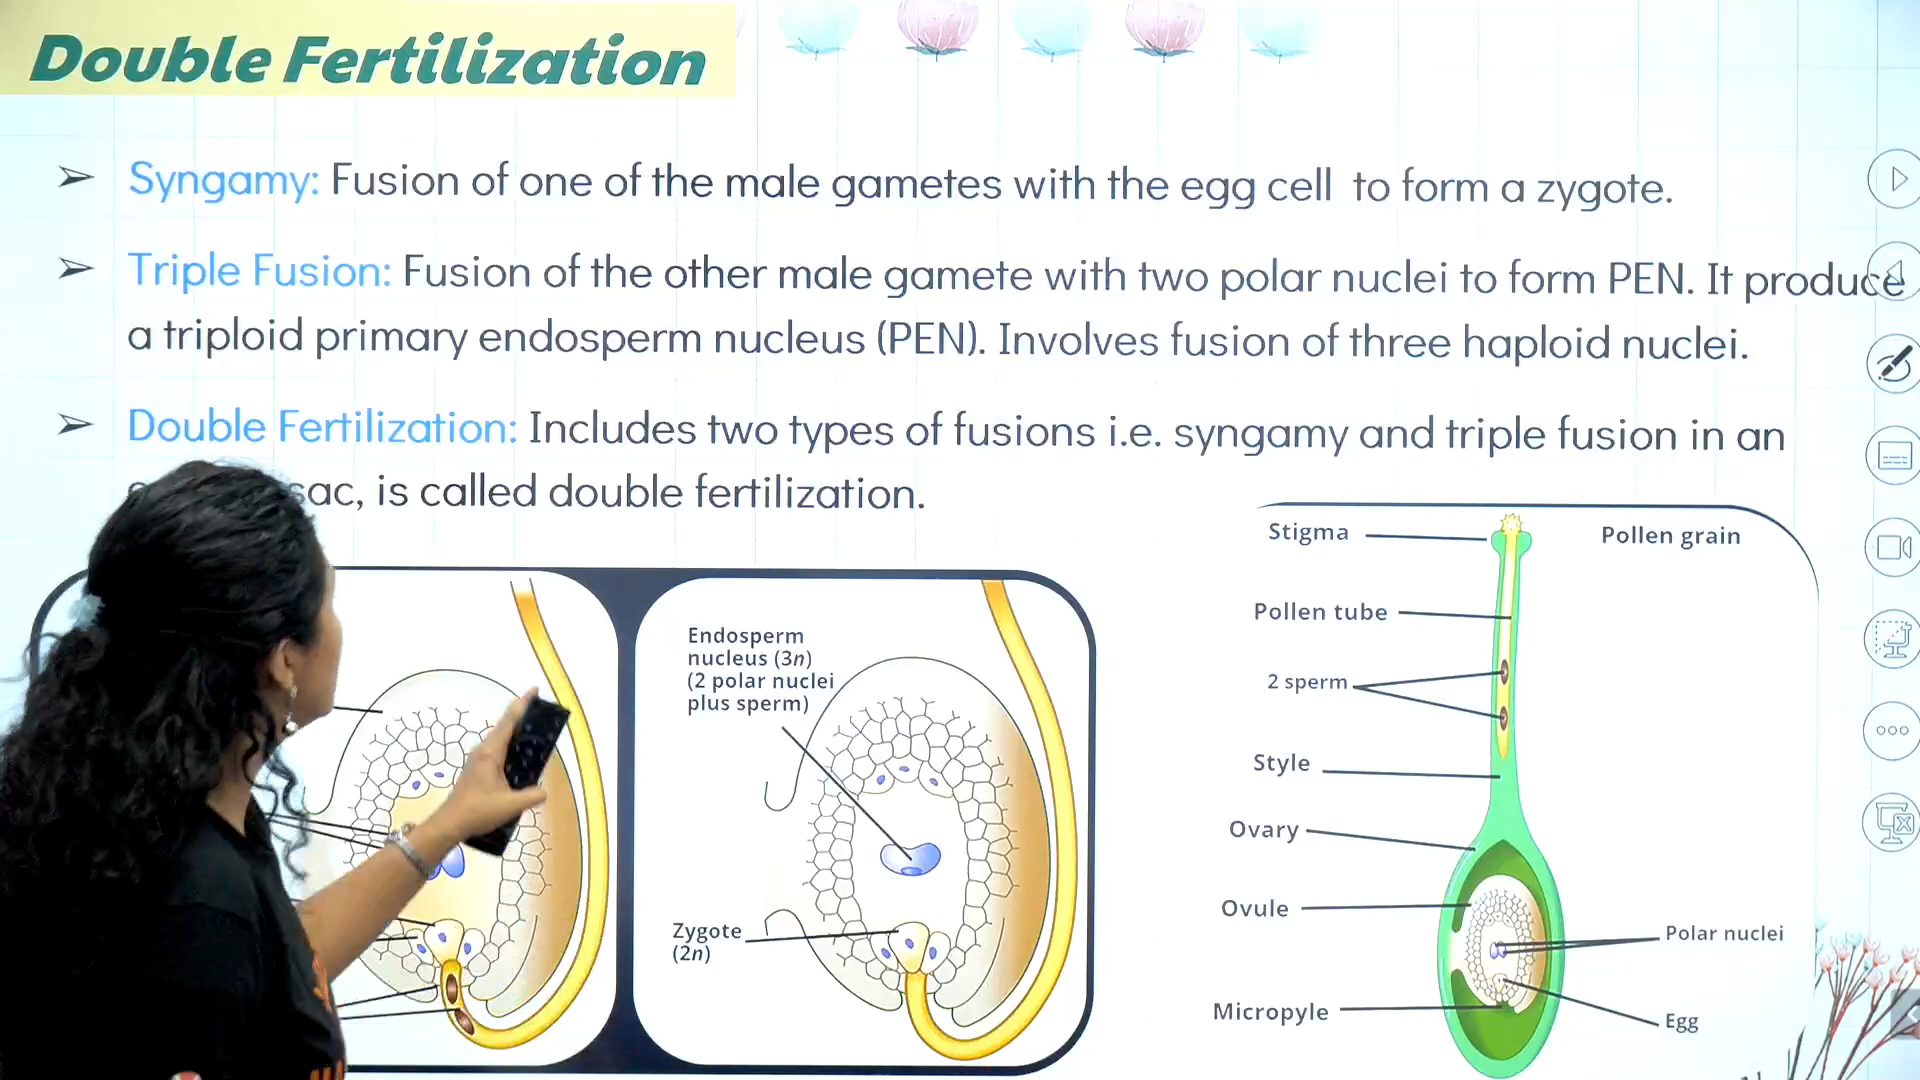 Double Fertilization
➢ Syngamy: Fusion of one of the male gametes with the egg cell to form a zygote.
➢ Triple Fusion: Fusion of the other male gamete with two polar nuclei to form PEN. It produce
a triploid primary endosperm nucleus (PEN). Involves fusion of three haploid nuclei.
➢ Double Fertilization: Includes two types of fusions i.e. syngamy and triple fusion in an
sac, is called double fertilization.
Endosperm
nucleus (3n)
(2 polar nuclei
plus sperm)
Zygote
(2n)
Stigma
Pollen grain
Pollen tube
2 sperm
Style
Ovary
Ovule
Polar nuclei
Micropyle
Egg